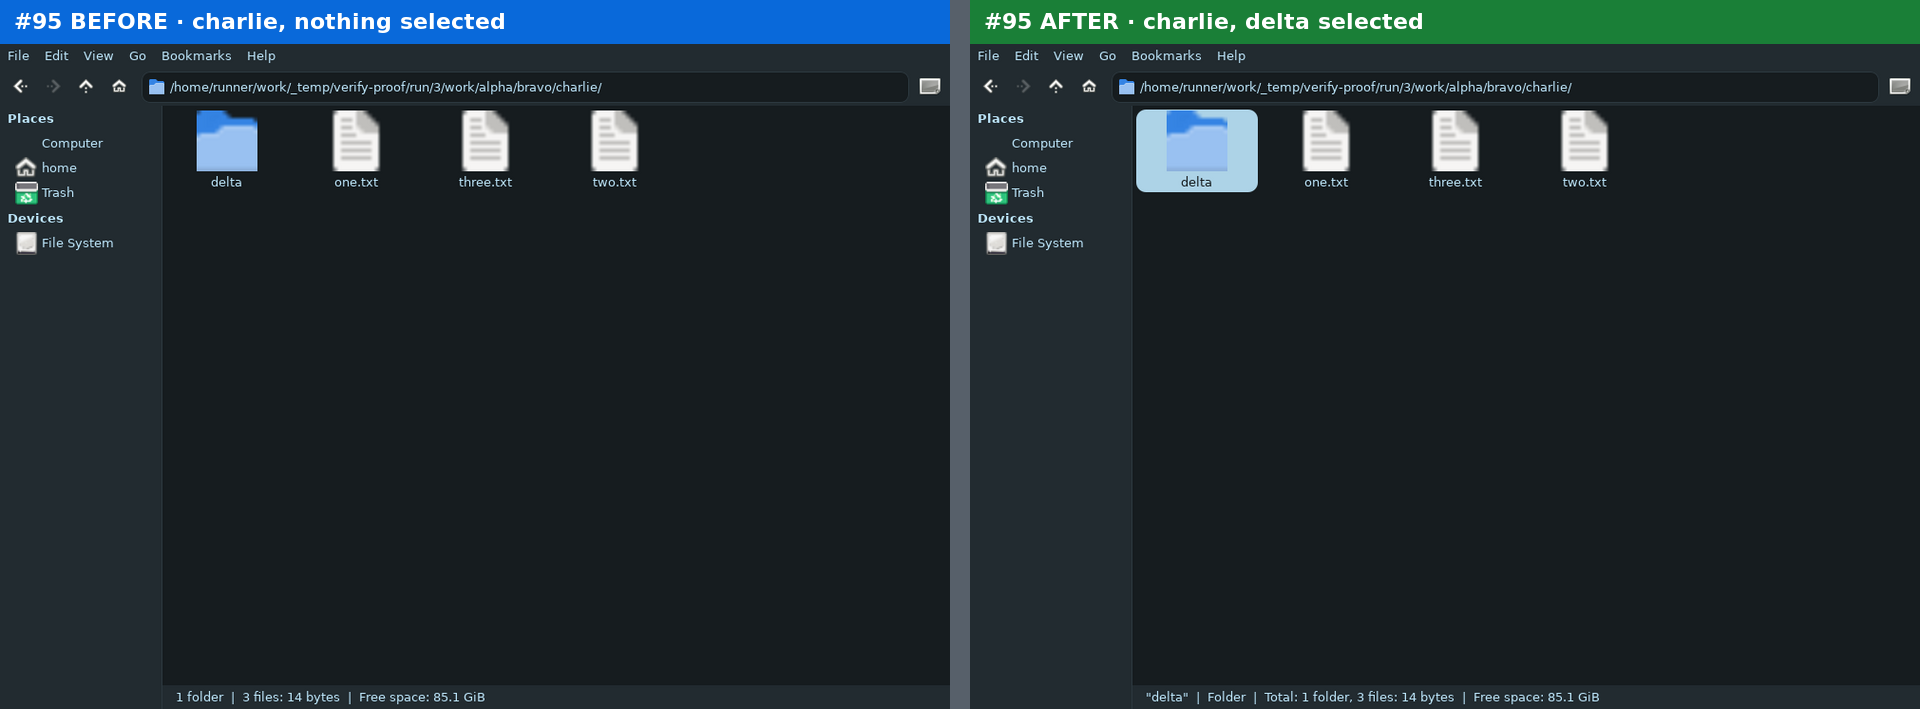 #95 BEFORE · charlie, nothing selected
File Edit View Go Bookmarks Help
/home/runner/work/_temp/verify-proof/run/3/work/alpha/bravo/charlie/
Places
Computer
home
Trash
Devices
File System
delta one.txt three.txt two.txt
1 folder | 3 files: 14 bytes | Free space: 85.1 GiB
#95 AFTER · charlie, delta selected
File Edit View Go Bookmarks Help
/home/runner/work/_temp/verify-proof/run/3/work/alpha/bravo/charlie/
Places
Computer
home
Trash
Devices
File System
delta one.txt three.txt two.txt
"delta" | Folder | Total: 1 folder, 3 files: 14 bytes | Free space: 85.1 GiB